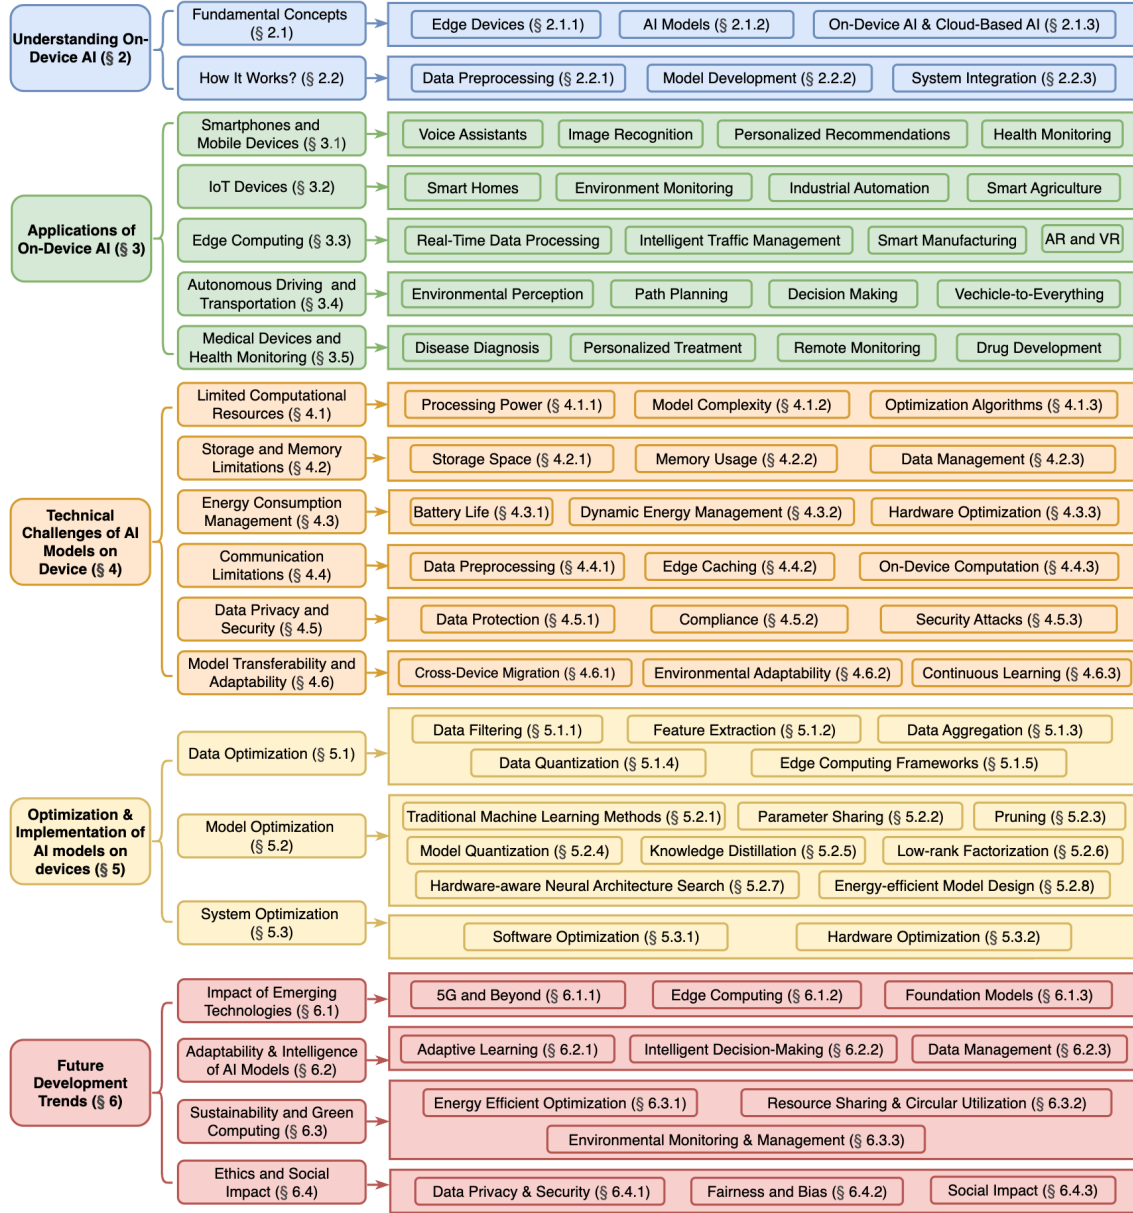 Understanding On-
Device AI (§ 2)
Fundamental Concepts
(§ 2.1)
Edge Devices (§ 2.1.1)
AI Models (§ 2.1.2)
On-Device AI & Cloud-Based AI (§ 2.1.3)
How It Works? (§ 2.2)
Data Preprocessing (§ 2.2.1)
Model Development (§ 2.2.2)
System Integration (§ 2.2.3)
Applications of
On-Device AI (§ 3)
Smartphones and
Mobile Devices (§ 3.1)
Voice Assistants
Image Recognition
Personalized Recommendations
Health Monitoring
IoT Devices (§ 3.2)
Smart Homes
Environment Monitoring
Industrial Automation
Smart Agriculture
Edge Computing (§ 3.3)
Real-Time Data Processing
Intelligent Traffic Management
Smart Manufacturing
AR and VR
Autonomous Driving and
Transportation (§ 3.4)
Environmental Perception
Path Planning
Decision Making
Vechicle-to-Everything
Medical Devices and
Health Monitoring (§ 3.5)
Disease Diagnosis
Personalized Treatment
Remote Monitoring
Drug Development
Technical
Challenges of AI
Models on
Device (§ 4)
Limited Computational
Resources (§ 4.1)
Processing Power (§ 4.1.1)
Model Complexity (§ 4.1.2)
Optimization Algorithms (§ 4.1.3)
Storage and Memory
Limitations (§ 4.2)
Storage Space (§ 4.2.1)
Memory Usage (§ 4.2.2)
Data Management (§ 4.2.3)
Energy Consumption
Management (§ 4.3)
Battery Life (§ 4.3.1)
Dynamic Energy Management (§ 4.3.2)
Hardware Optimization (§ 4.3.3)
Communication
Limitations (§ 4.4)
Data Preprocessing (§ 4.4.1)
Edge Caching (§ 4.4.2)
On-Device Computation (§ 4.4.3)
Data Privacy and
Security (§ 4.5)
Data Protection (§ 4.5.1)
Compliance (§ 4.5.2)
Security Attacks (§ 4.5.3)
Model Transferability and
Adaptability (§ 4.6)
Cross-Device Migration (§ 4.6.1)
Environmental Adaptability (§ 4.6.2)
Continuous Learning (§ 4.6.3)
Optimization &
Implementation of
AI models on
devices (§ 5)
Data Optimization (§ 5.1)
Data Filtering (§ 5.1.1)
Feature Extraction (§ 5.1.2)
Data Aggregation (§ 5.1.3)
Data Quantization (§ 5.1.4)
Edge Computing Frameworks (§ 5.1.5)
Model Optimization
(§ 5.2)
Traditional Machine Learning Methods (§ 5.2.1)
Parameter Sharing (§ 5.2.2)
Pruning (§ 5.2.3)
Model Quantization (§ 5.2.4)
Knowledge Distillation (§ 5.2.5)
Low-rank Factorization (§ 5.2.6)
Hardware-aware Neural Architecture Search (§ 5.2.7)
Energy-efficient Model Design (§ 5.2.8)
System Optimization
(§ 5.3)
Software Optimization (§ 5.3.1)
Hardware Optimization (§ 5.3.2)
Future
Development
Trends (§ 6)
Impact of Emerging
Technologies (§ 6.1)
5G and Beyond (§ 6.1.1)
Edge Computing (§ 6.1.2)
Foundation Models (§ 6.1.3)
Adaptability & Intelligence
of AI Models (§ 6.2)
Adaptive Learning (§ 6.2.1)
Intelligent Decision-Making (§ 6.2.2)
Data Management (§ 6.2.3)
Sustainability and Green
Computing (§ 6.3)
Energy Efficient Optimization (§ 6.3.1)
Resource Sharing & Circular Utilization (§ 6.3.2)
Environmental Monitoring & Management (§ 6.3.3)
Ethics and Social
Impact (§ 6.4)
Data Privacy & Security (§ 6.4.1)
Fairness and Bias (§ 6.4.2)
Social Impact (§ 6.4.3)